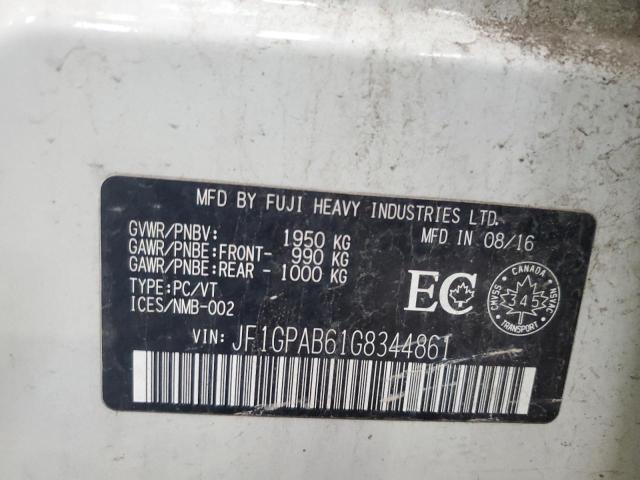 MFD BY FUJI HEAVY INDUSTRIES LTD.
GVWR/PNBV: 1950 KG MFD IN 08/16
GAWR/PNBE:FRONT- 990 KG
GAWR/PNBE:REAR - 1000 KG
TYPE:PC/VT
ICES/NMB-002
EC
CANADA
CMVSS 345 NSVAC
TRANSPORT
VIN: JF1GPAB61G8344861